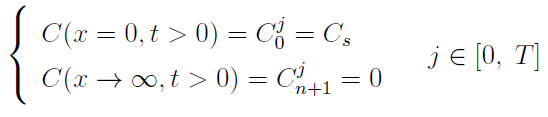 C(x = 0, t > 0) = C_0^j = C_s
C(x → ∞, t > 0) = C_{n+1}^j = 0
j ∈ [0, T]